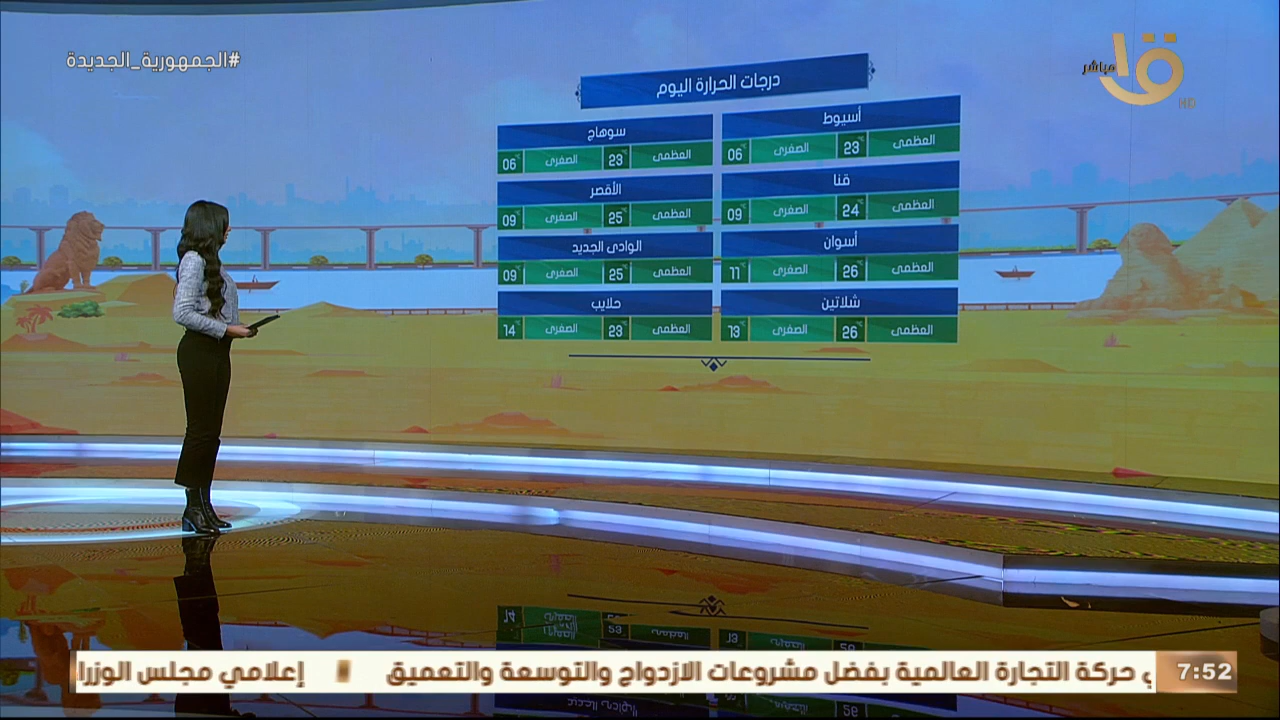 #الجمهورية_الجديدة
مباشر
HD
درجات الحرارة اليوم
أسيوط
العظمى 23°c الصغرى 06°c
سوهاج
العظمى 23°c الصغرى 06°c
قنا
العظمى 24°c الصغرى 09°c
الأقصر
العظمى 25°c الصغرى 09°c
أسوان
العظمى 26°c الصغرى 11°c
الوادى الجديد
العظمى 25°c الصغرى 09°c
شلاتين
العظمى 26°c الصغرى 13°c
حلايب
العظمى 23°c الصغرى 14°c
7:52 حركة التجارة العالمية بفضل مشروعات الازدواج والتوسعة والتعميق إعلامي مجلس الوزرا